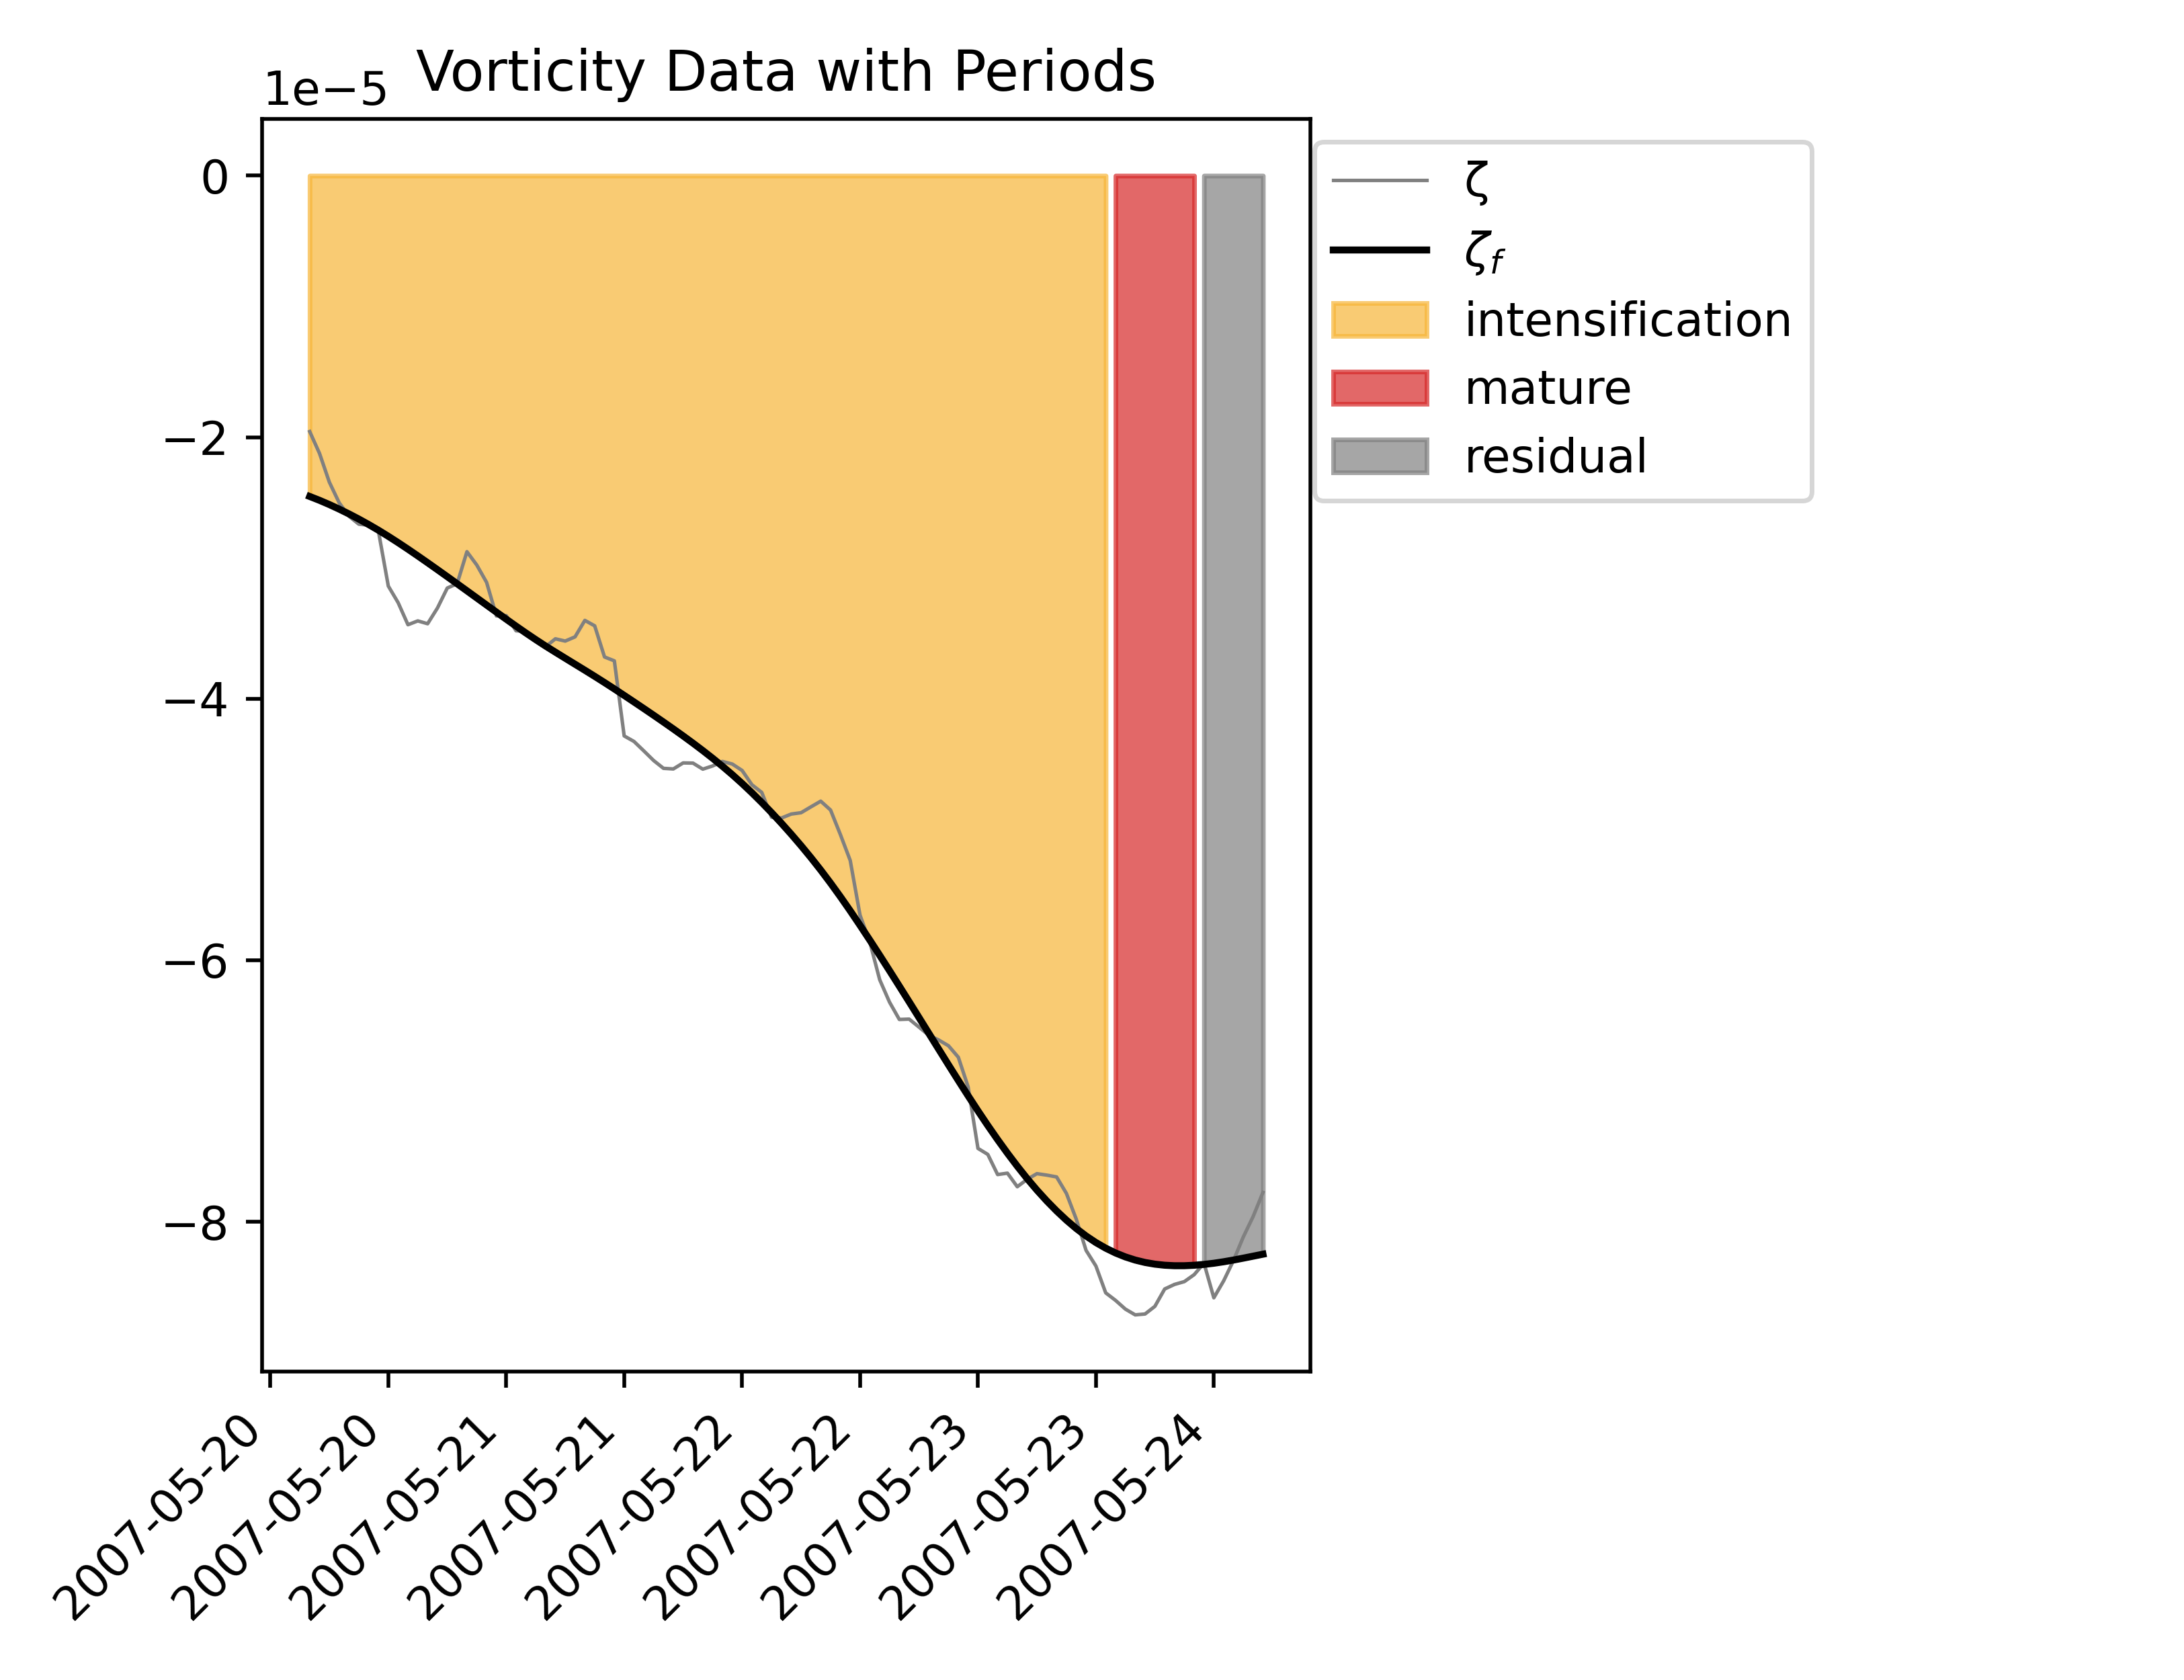 Vorticity Data with Periods
1e−5
0
−2
−4
−6
−8
2007-05-20
2007-05-20
2007-05-21
2007-05-21
2007-05-22
2007-05-22
2007-05-23
2007-05-23
2007-05-24
ζ
ζf
intensification
mature
residual